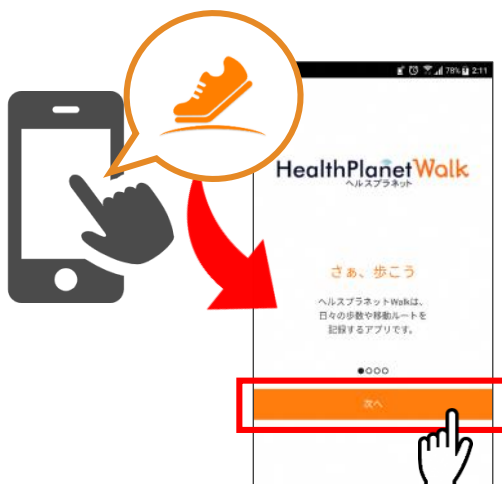 78% 2:11
HealthPlanet Walk
ヘルスプラネット
さぁ、歩こう
ヘルスプラネットWalkは、
日々の歩数や移動ルートを
記録するアプリです。
次へ